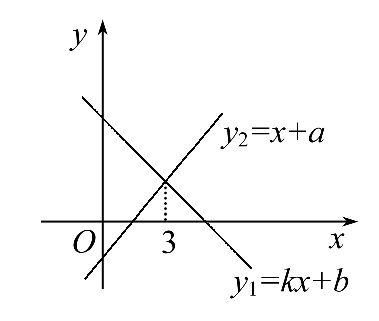 y
y₂=x+a
O
3
x
y₁=kx+b